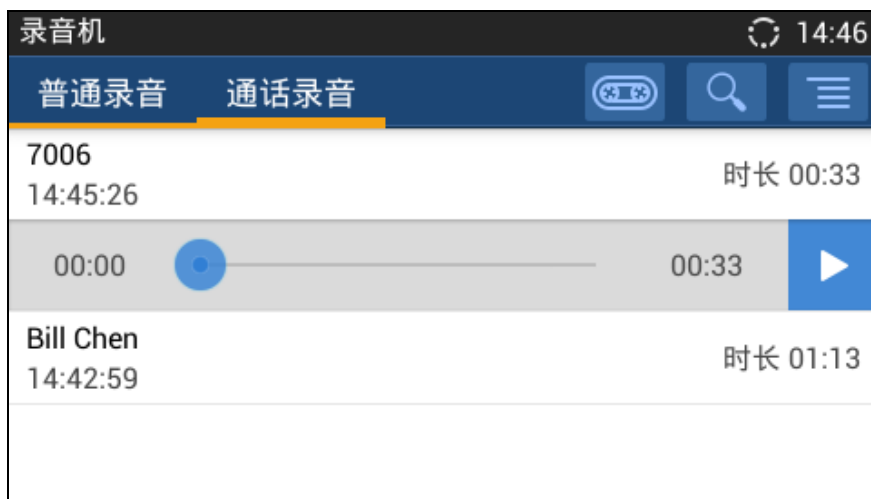 录音机 14:46
普通录音 通话录音
7006
14:45:26
时长 00:33
00:00 00:33
Bill Chen
14:42:59
时长 01:13